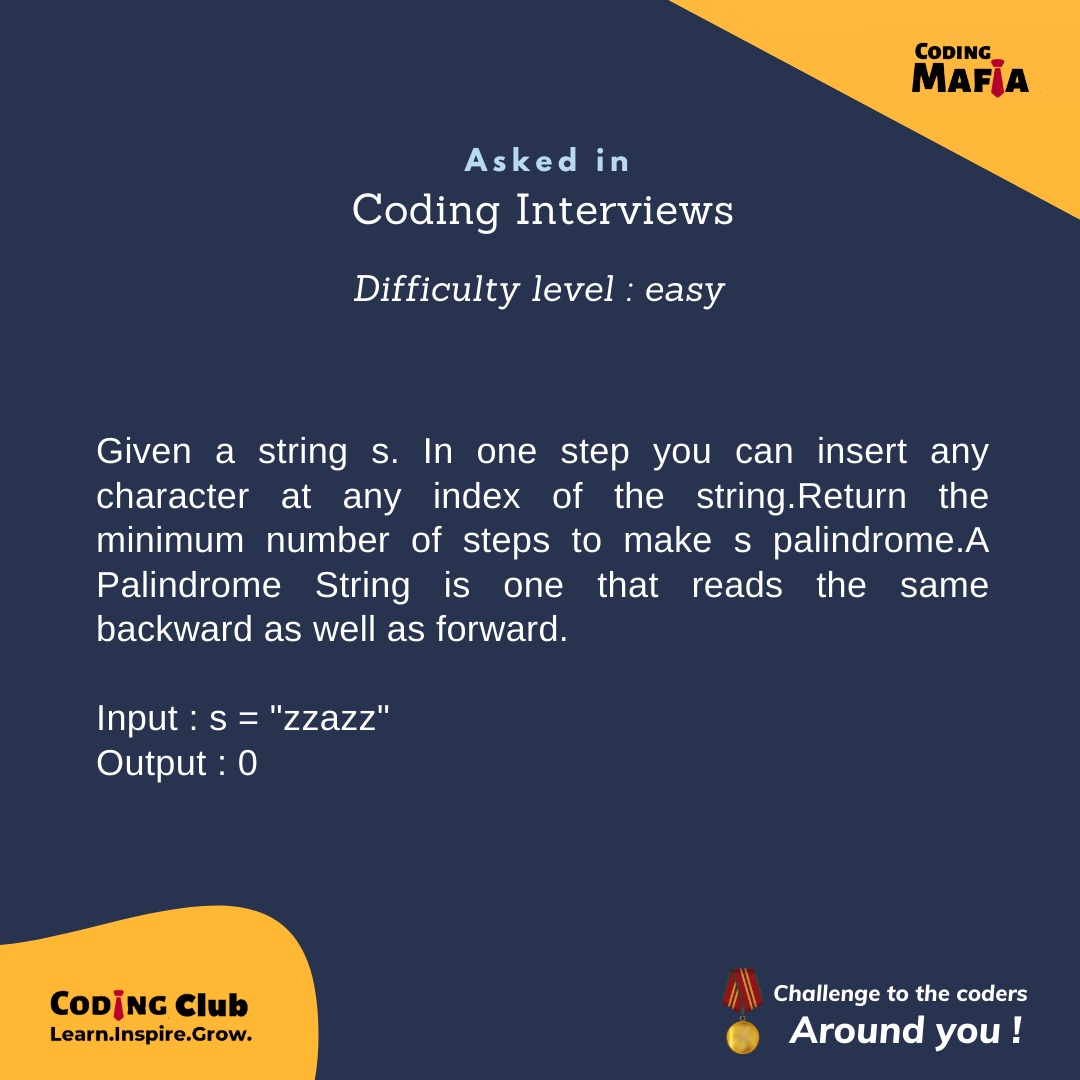 CODING
MAFIA
Asked in
Coding Interviews
Difficulty level : easy
Given a string s. In one step you can insert any
character at any index of the string.Return the
minimum number of steps to make s palindrome.A
Palindrome String is one that reads the same
backward as well as forward.
Input : s = "zzazz"
Output : 0
CODING Club
Learn.Inspire.Grow.
Challenge to the coders
Around you !